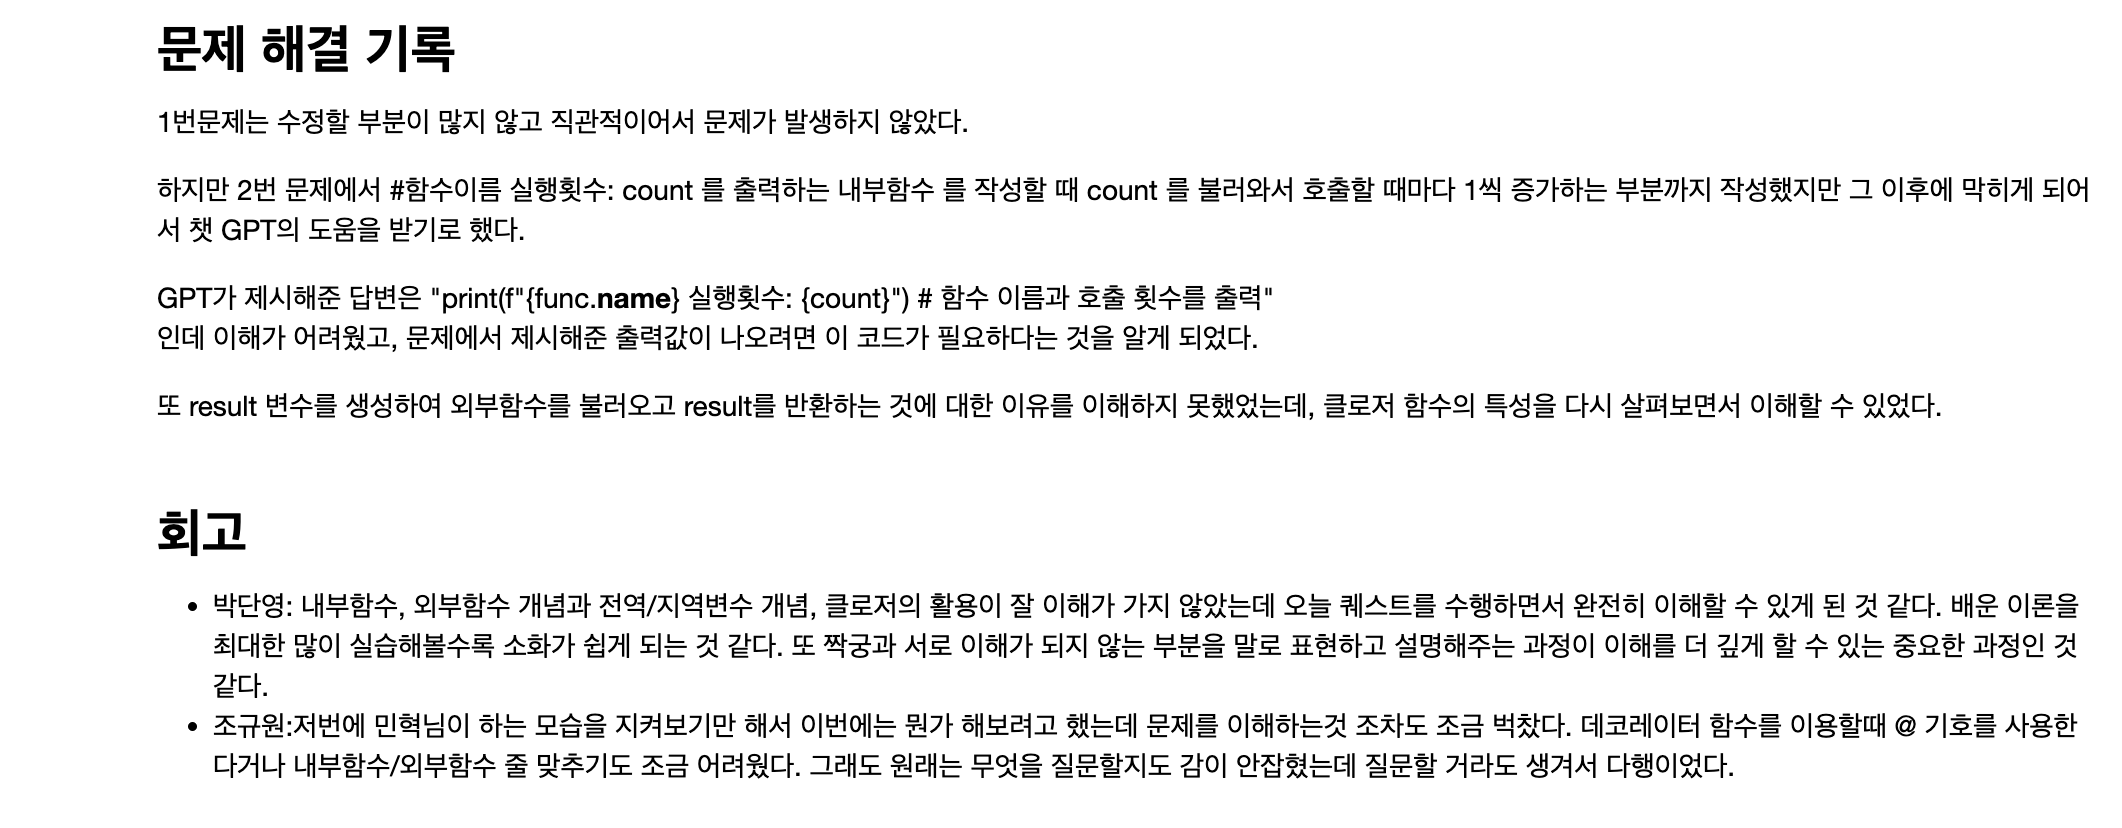 문제 해결 기록
1번문제는 수정할 부분이 많지 않고 직관적이어서 문제가 발생하지 않았다.
하지만 2번 문제에서 #함수이름 실행횟수: count 를 출력하는 내부함수 를 작성할 때 count 를 불러와서 호출할 때마다 1씩 증가하는 부분까지 작성했지만 그 이후에 막히게 되어
서 챗 GPT의 도움을 받기로 했다.
GPT가 제시해준 답변은 "print(f"{func.name} 실행횟수: {count}") # 함수 이름과 호출 횟수를 출력"
인데 이해가 어려웠고, 문제에서 제시해준 출력값이 나오려면 이 코드가 필요하다는 것을 알게 되었다.
또 result 변수를 생성하여 외부함수를 불러오고 result를 반환하는 것에 대한 이유를 이해하지 못했었는데, 클로저 함수의 특성을 다시 살펴보면서 이해할 수 있었다.
회고
• 박단영: 내부함수, 외부함수 개념과 전역/지역변수 개념, 클로저의 활용이 잘 이해가 가지 않았는데 오늘 퀘스트를 수행하면서 완전히 이해할 수 있게 된 것 같다. 배운 이론을
최대한 많이 실습해볼수록 소화가 쉽게 되는 것 같다. 또 짝궁과 서로 이해가 되지 않는 부분을 말로 표현하고 설명해주는 과정이 이해를 더 깊게 할 수 있는 중요한 과정인 것
같다.
• 조규원:저번에 민혁님이 하는 모습을 지켜보기만 해서 이번에는 뭔가 해보려고 했는데 문제를 이해하는것 조차도 조금 벅찼다. 데코레이터 함수를 이용할때 @ 기호를 사용한
다거나 내부함수/외부함수 줄 맞추기도 조금 어려웠다. 그래도 원래는 무엇을 질문할지도 감이 안잡혔는데 질문할 거라도 생겨서 다행이었다.